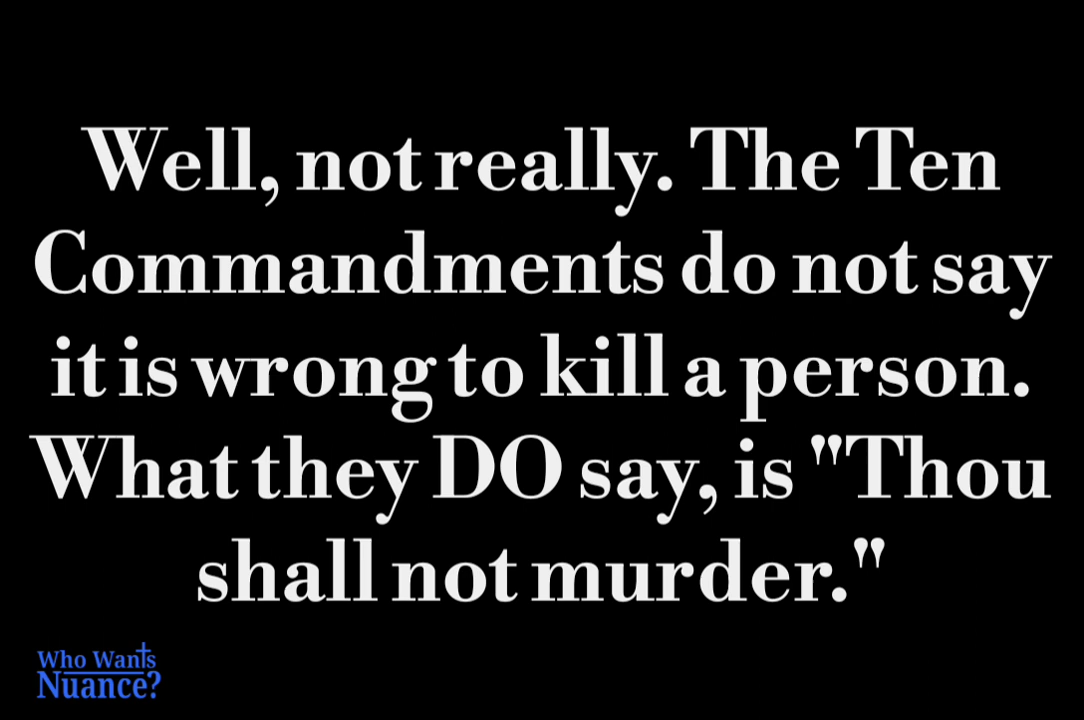 Well, not really. The Ten
Commandments do not say
it is wrong to kill a person.
What they DO say, is "Thou
shall not murder."
Who Wants
Nuance?